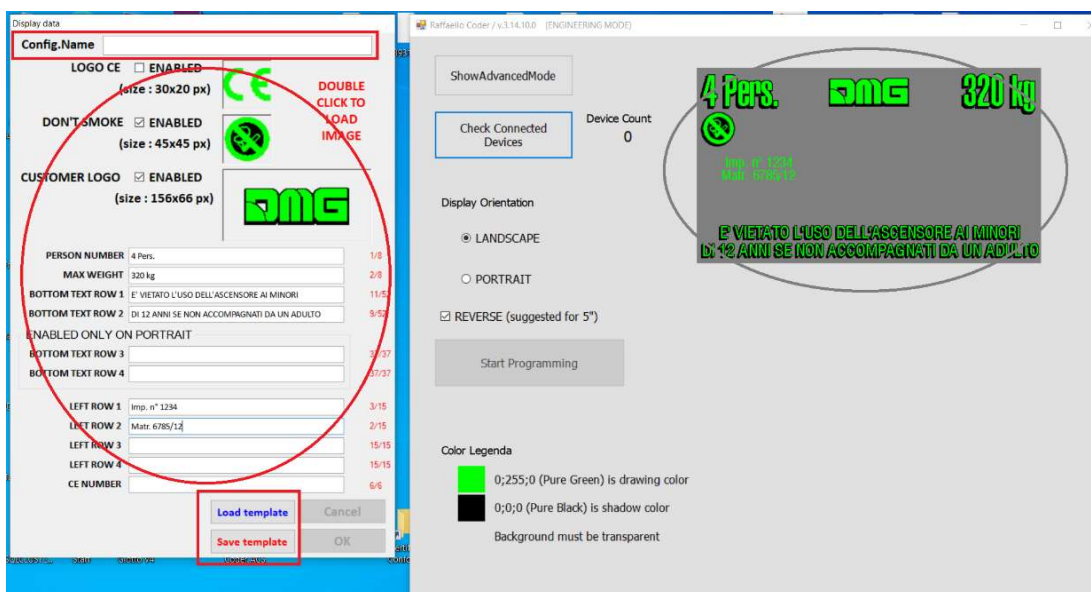 Display data
Config.Name
LOGO CE ENABLED
(size : 30x20 px)
CE
DOUBLE
CLICK TO
LOAD
IMAGE
DON'T SMOKE ENABLED
(size : 45x45 px)
CUSTOMER LOGO ENABLED
(size : 156x66 px)
DMG
PERSON NUMBER 4 Pers. 1/8
MAX WEIGHT 320 kg 2/8
BOTTOM TEXT ROW 1 E' VIETATO L'USO DELL'ASCENSORE AI MINORI 11/52
BOTTOM TEXT ROW 2 DI 12 ANNI SE NON ACCOMPAGNATI DA UN ADULTO 9/52
ENABLED ONLY ON PORTRAIT
BOTTOM TEXT ROW 3 37/37
BOTTOM TEXT ROW 4 37/37
LEFT ROW 1 Imp. n° 1234 3/15
LEFT ROW 2 Matr. 6785/12 2/15
LEFT ROW 3 15/15
LEFT ROW 4 15/15
CE NUMBER 6/6
Load template Cancel
Save template OK
Raffaello Coder / v.3.14.10.0 (ENGINEERING MODE)
ShowAdvancedMode
Check Connected
Devices
Device Count
0
Display Orientation
LANDSCAPE
PORTRAIT
REVERSE (suggested for 5")
Start Programming
Color Legenda
0;255;0 (Pure Green) is drawing color
0;0;0 (Pure Black) is shadow color
Background must be transparent
4 Pers. DMG 320 kg
Imp. n° 1234
Matr. 6785/12
E' VIETATO L'USO DELL'ASCENSORE AI MINORI
DI 12 ANNI SE NON ACCOMPAGNATI DA UN ADULTO